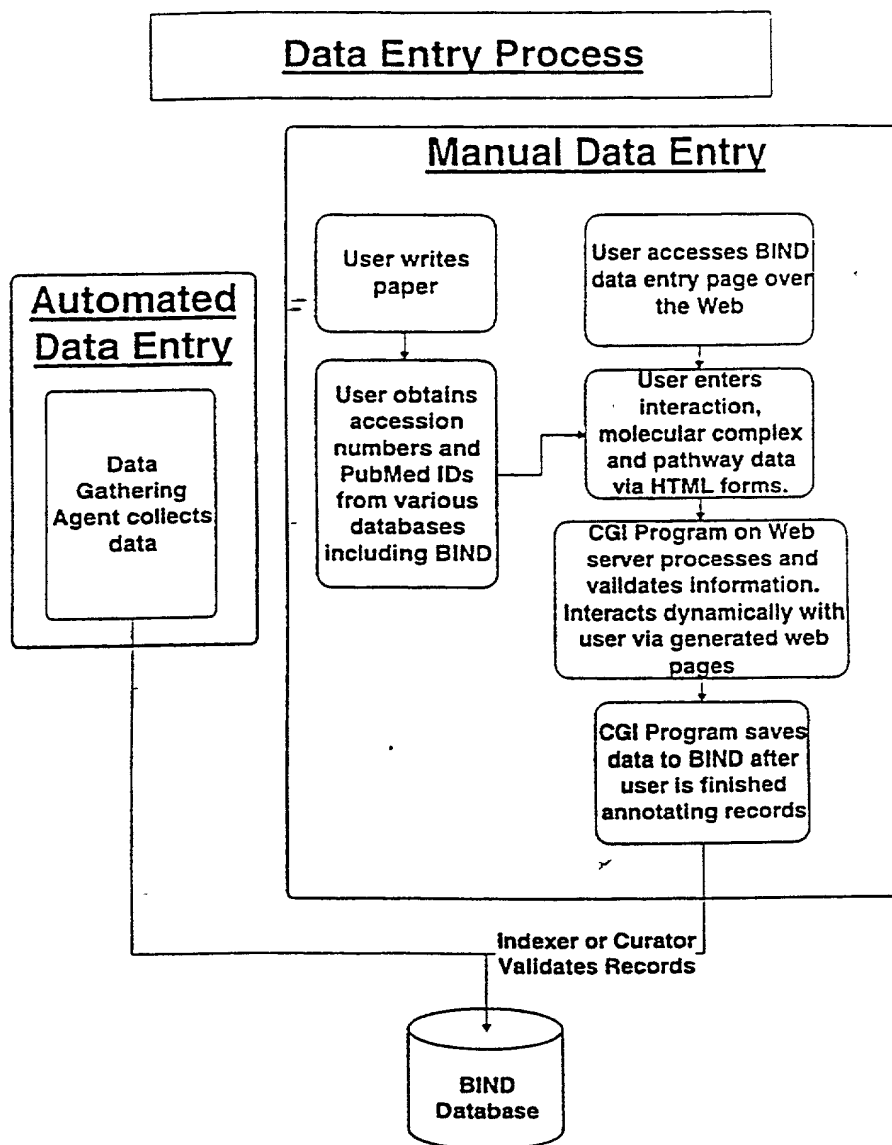 Data Entry Process
Manual Data Entry
Automated
Data Entry
Data
Gathering
Agent collects
data
User writes
paper
User obtains
accession
numbers and
PubMed IDs
from various
databases
including BIND
User accesses BIND
data entry page over
the Web
User enters
interaction,
molecular complex
and pathway data
via HTML forms.
CGI Program on Web
server processes and
validates information.
Interacts dynamically with
user via generated web
pages
CGI Program saves
data to BIND after
user is finished
annotating records
Indexer or Curator
Validates Records
BIND
Database